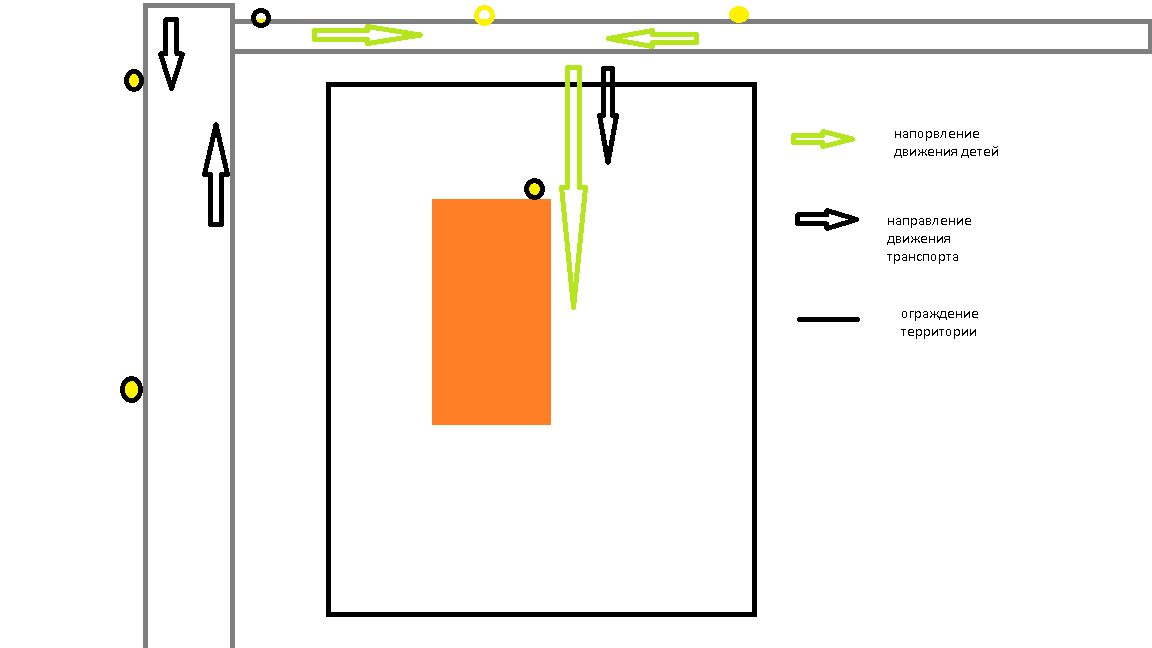 напорвление
движения детей
направление
движения
транспорта
ограждение
территории